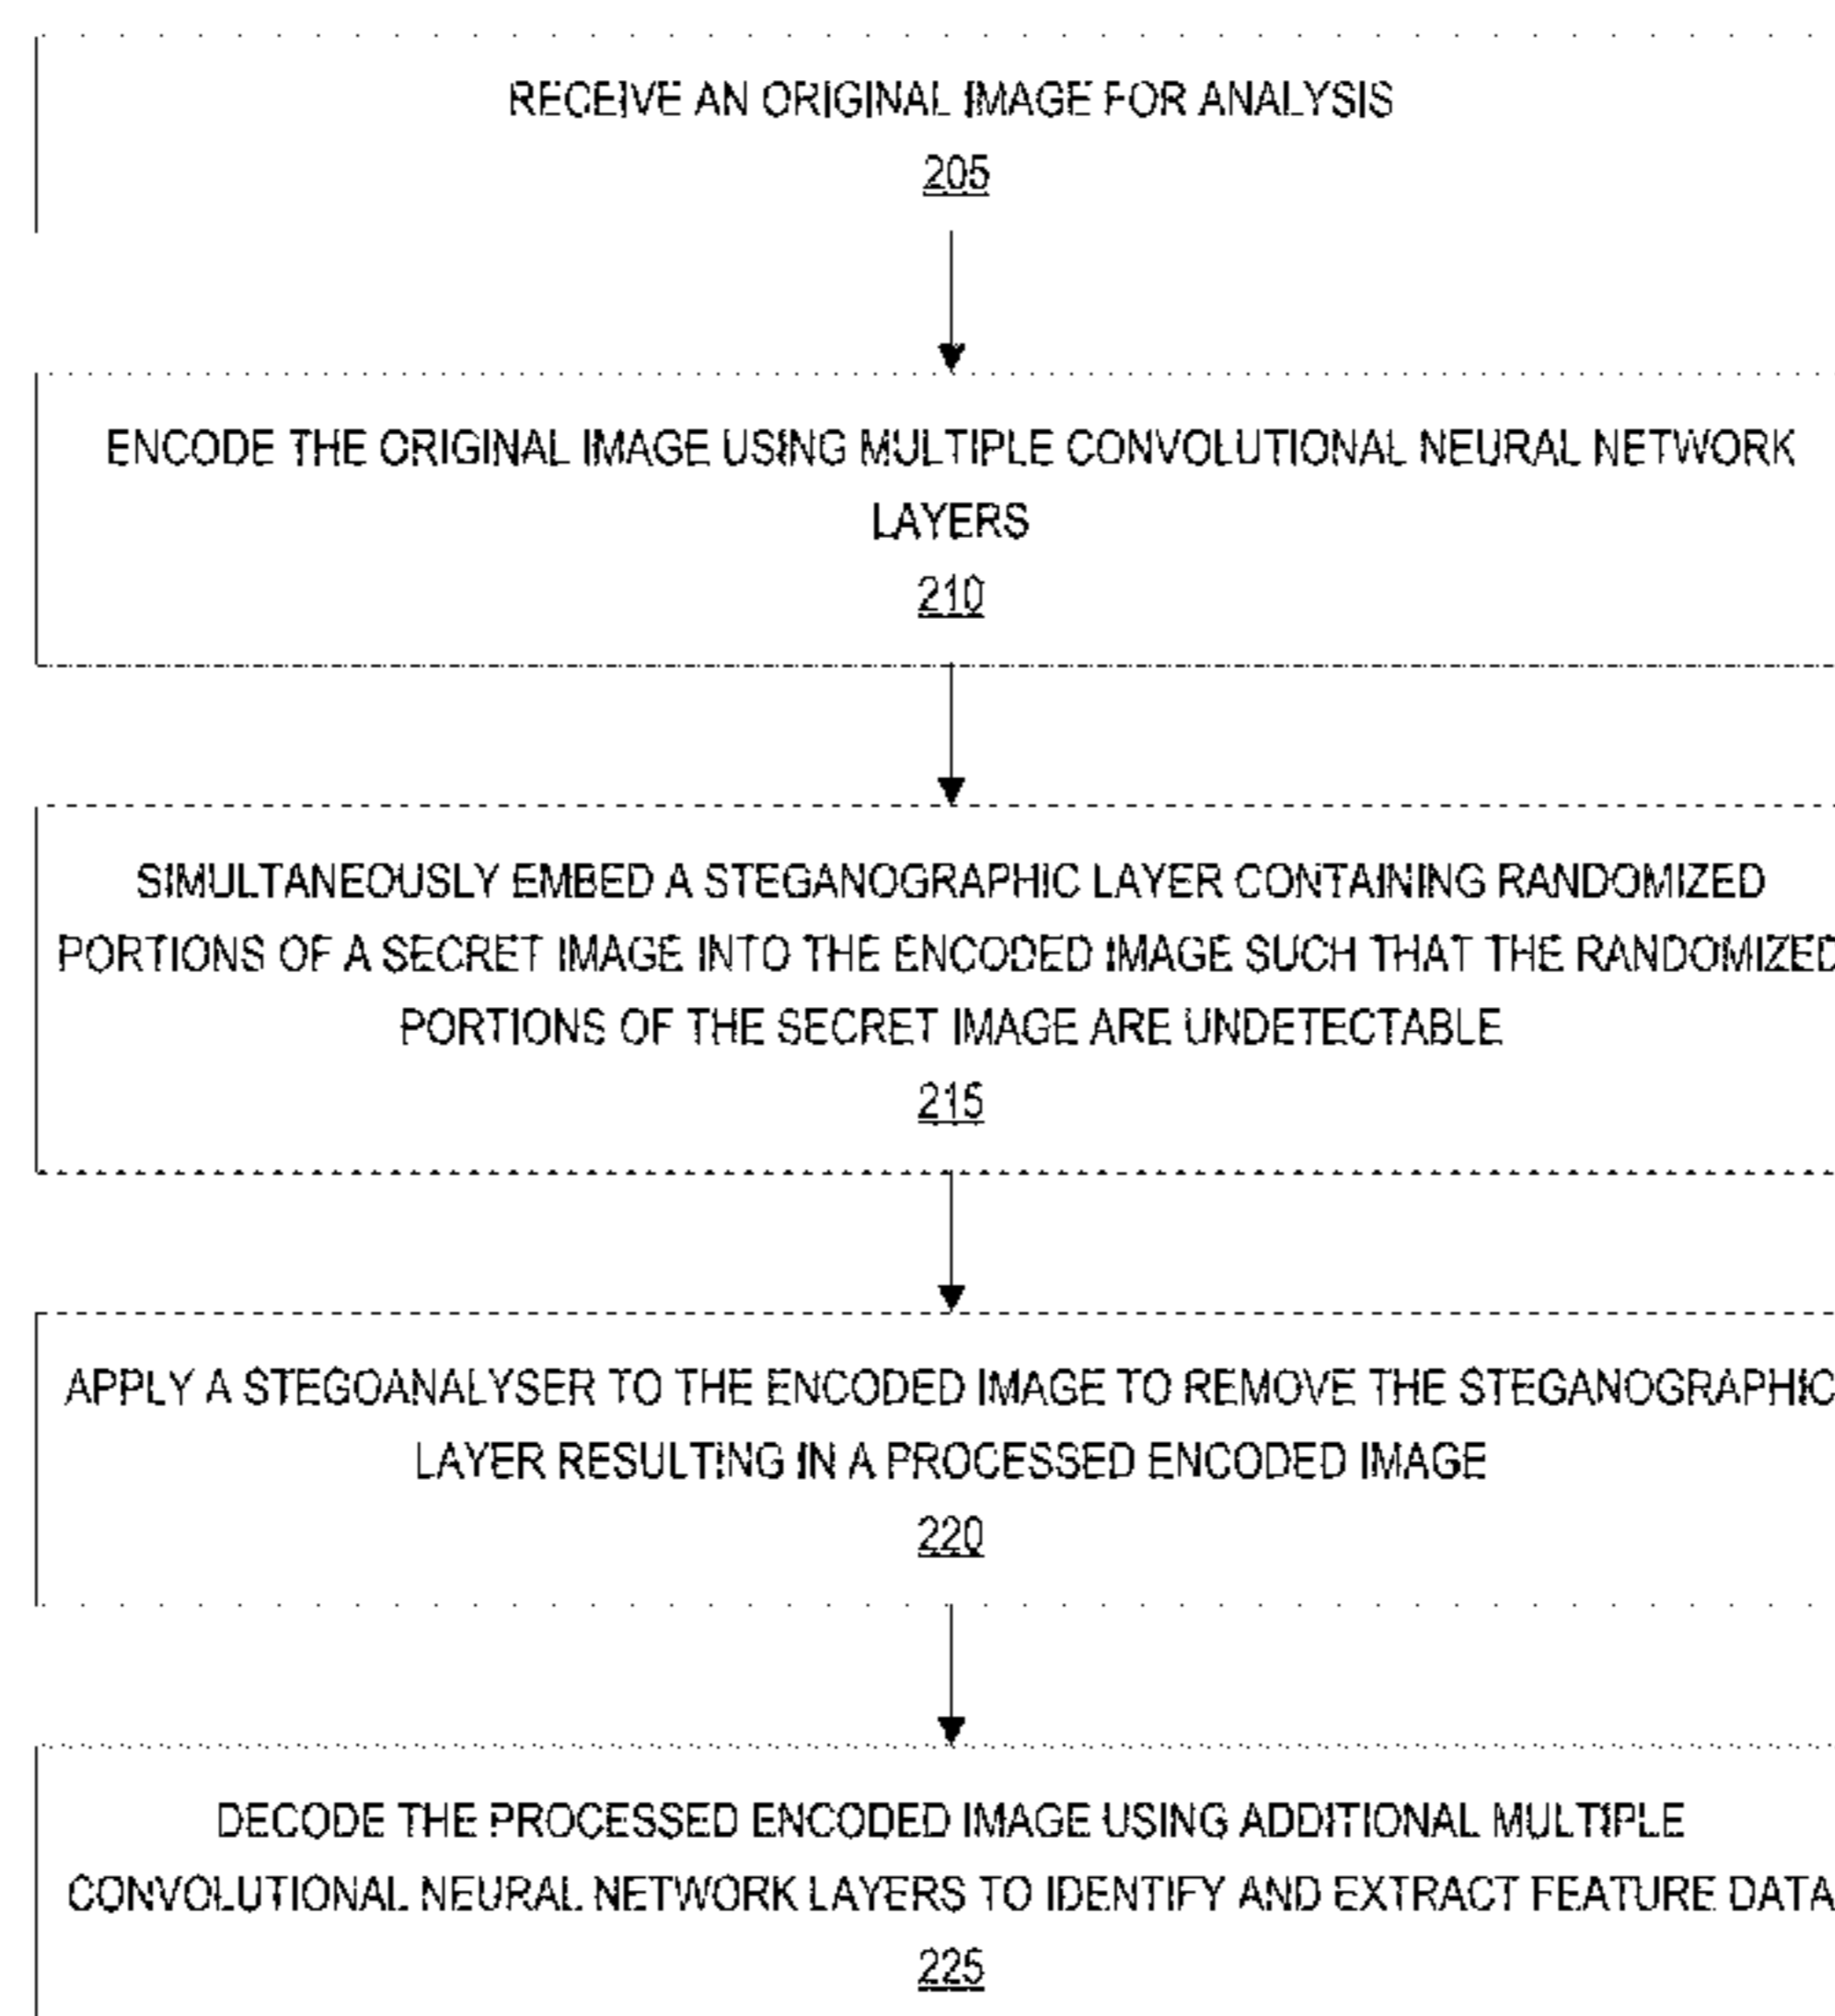 RECEIVE AN ORIGINAL IMAGE FOR ANALYSIS
205
ENCODE THE ORIGINAL IMAGE USING MULTIPLE CONVOLUTIONAL NEURAL NETWORK
LAYERS
210
SIMULTANEOUSLY EMBED A STEGANOGRAPHIC LAYER CONTAINING RANDOMIZED
PORTIONS OF A SECRET IMAGE INTO THE ENCODED IMAGE SUCH THAT THE RANDOMIZED
PORTIONS OF THE SECRET IMAGE ARE UNDETECTABLE
215
APPLY A STEGOANALYSER TO THE ENCODED IMAGE TO REMOVE THE STEGANOGRAPHIC
LAYER RESULTING IN A PROCESSED ENCODED IMAGE
220
DECODE THE PROCESSED ENCODED IMAGE USING ADDITIONAL MULTIPLE
CONVOLUTIONAL NEURAL NETWORK LAYERS TO IDENTIFY AND EXTRACT FEATURE DATA
225